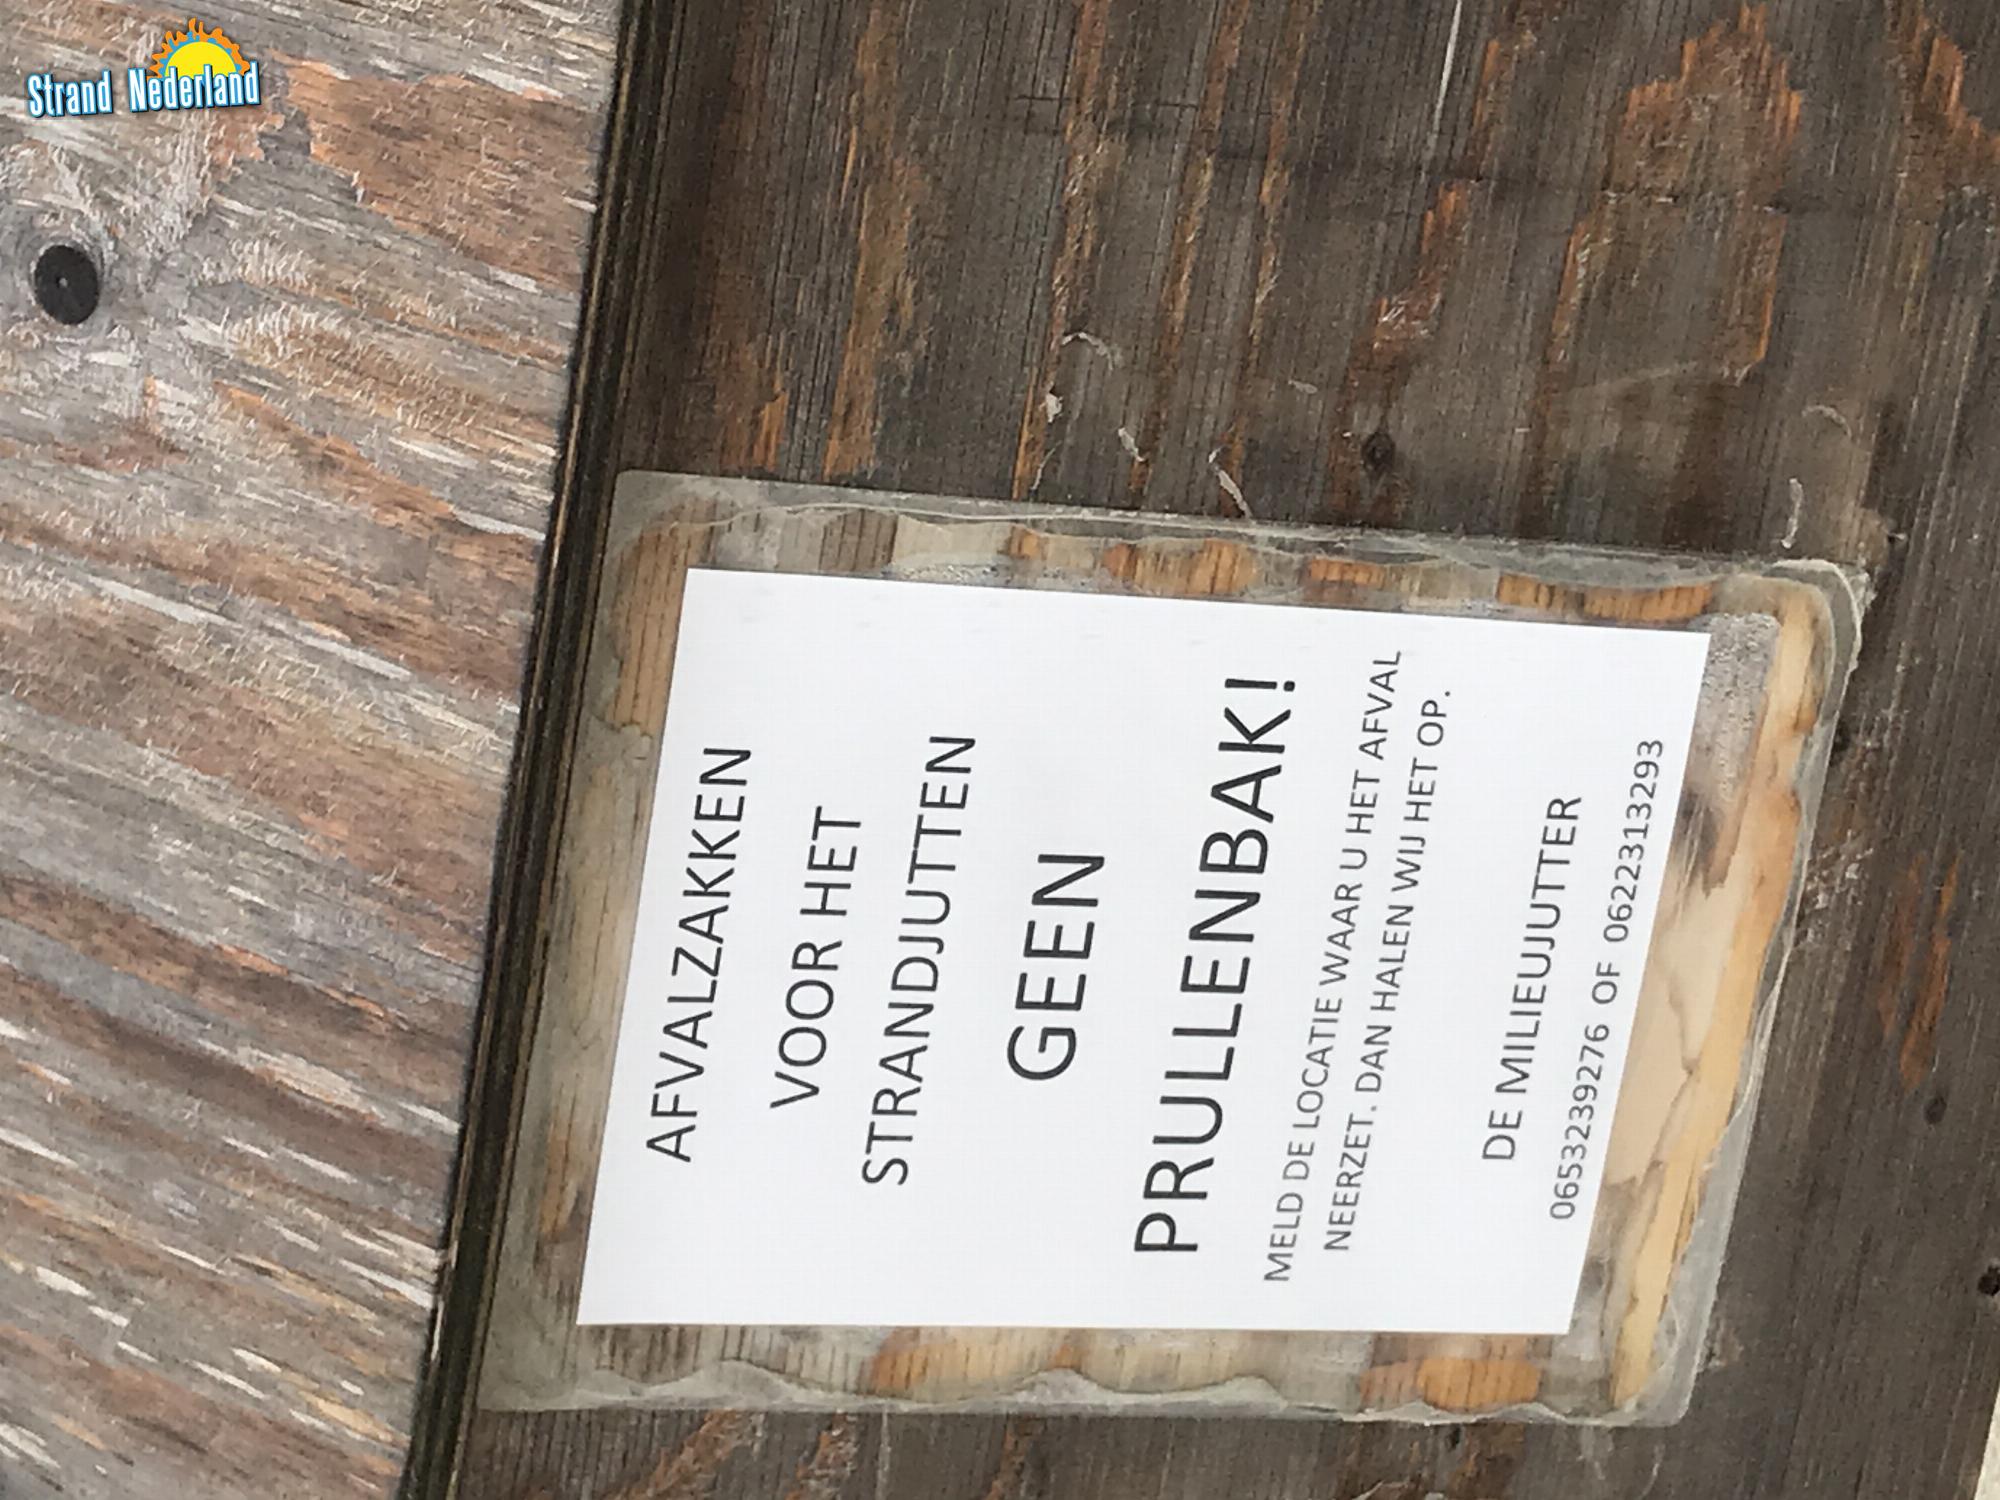 Strand Nederland
AFVALZAKKEN
VOOR HET
STRANDJUTTEN
GEEN
PRULLENBAK!
MELD DE LOCATIE WAAR U HET AFVAL
NEERZET. DAN HALEN WIJ HET OP.
DE MILIEUJUTTER
0653239276 OF 0622313293